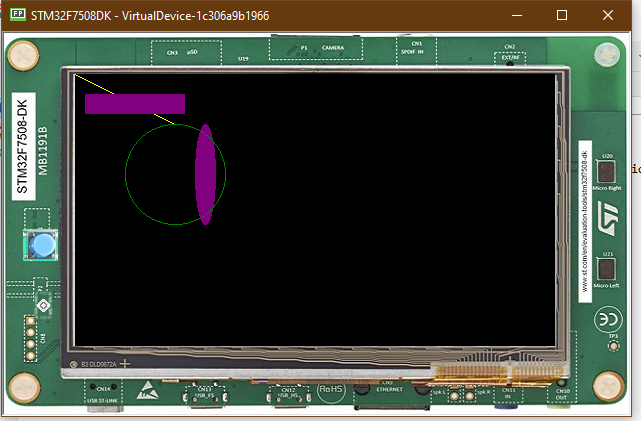 STM32F7508DK - VirtualDevice-1c306a9b1966
CN3
µSD
U19
P1
CAMERA
CN1
SPDIF IN
CN2
EXT/RF
STM32F7508-DK
MB1191B
U20
Micro Right
www.st.com/en/evaluation-tools/stm32f7508-dk
U21
Micro Left
P2
CN8
TP3
B3 DLD0672A
CN14
USB ST-LINK
CN13
USB_FS
CN12
USB_HS
RoHS
ETHERNET
spk L
spk R
CN11
IN
CN10
OUT